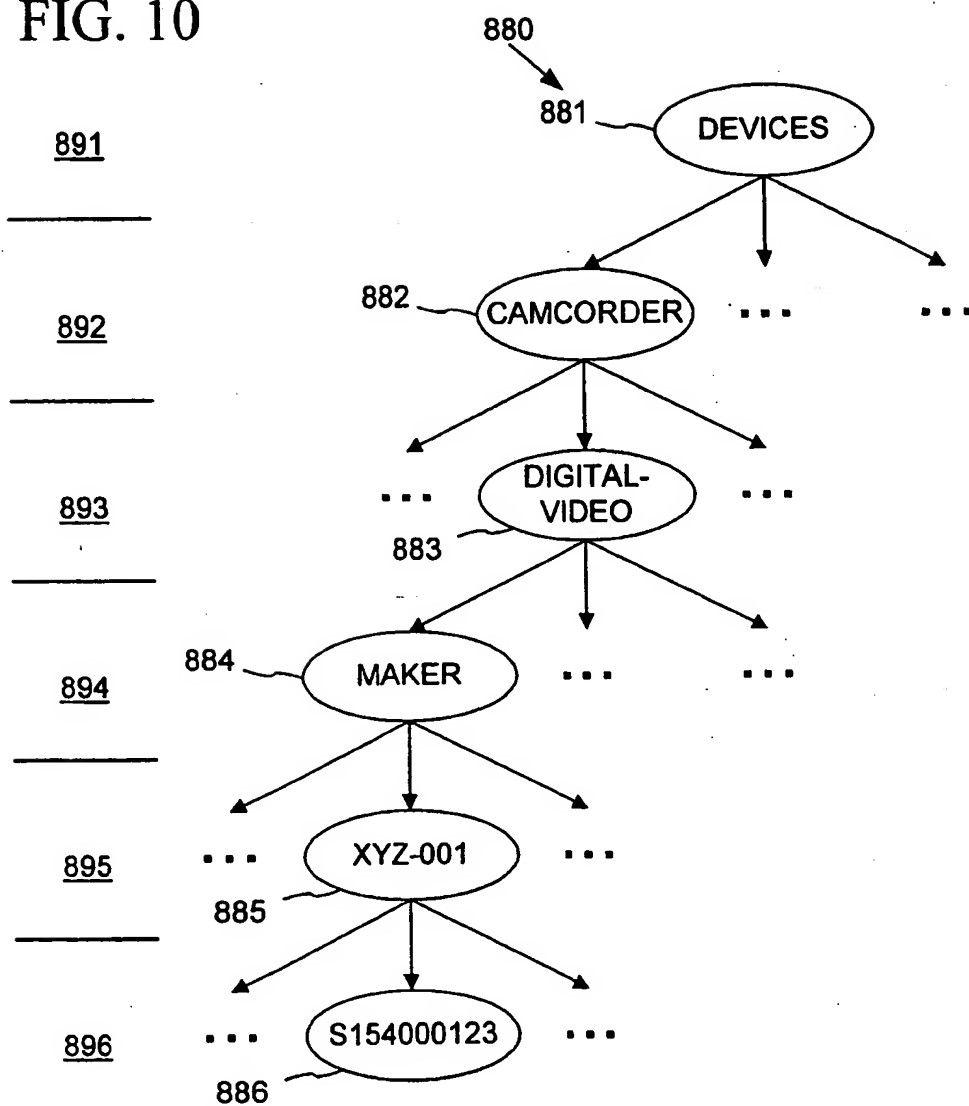 FIG. 10
880
881
DEVICES
891
882
CAMCORDER
... ...
892
...
DIGITAL-
VIDEO
...
893
883
884
MAKER
... ...
894
...
XYZ-001
...
895
885
...
S154000123
...
896
886